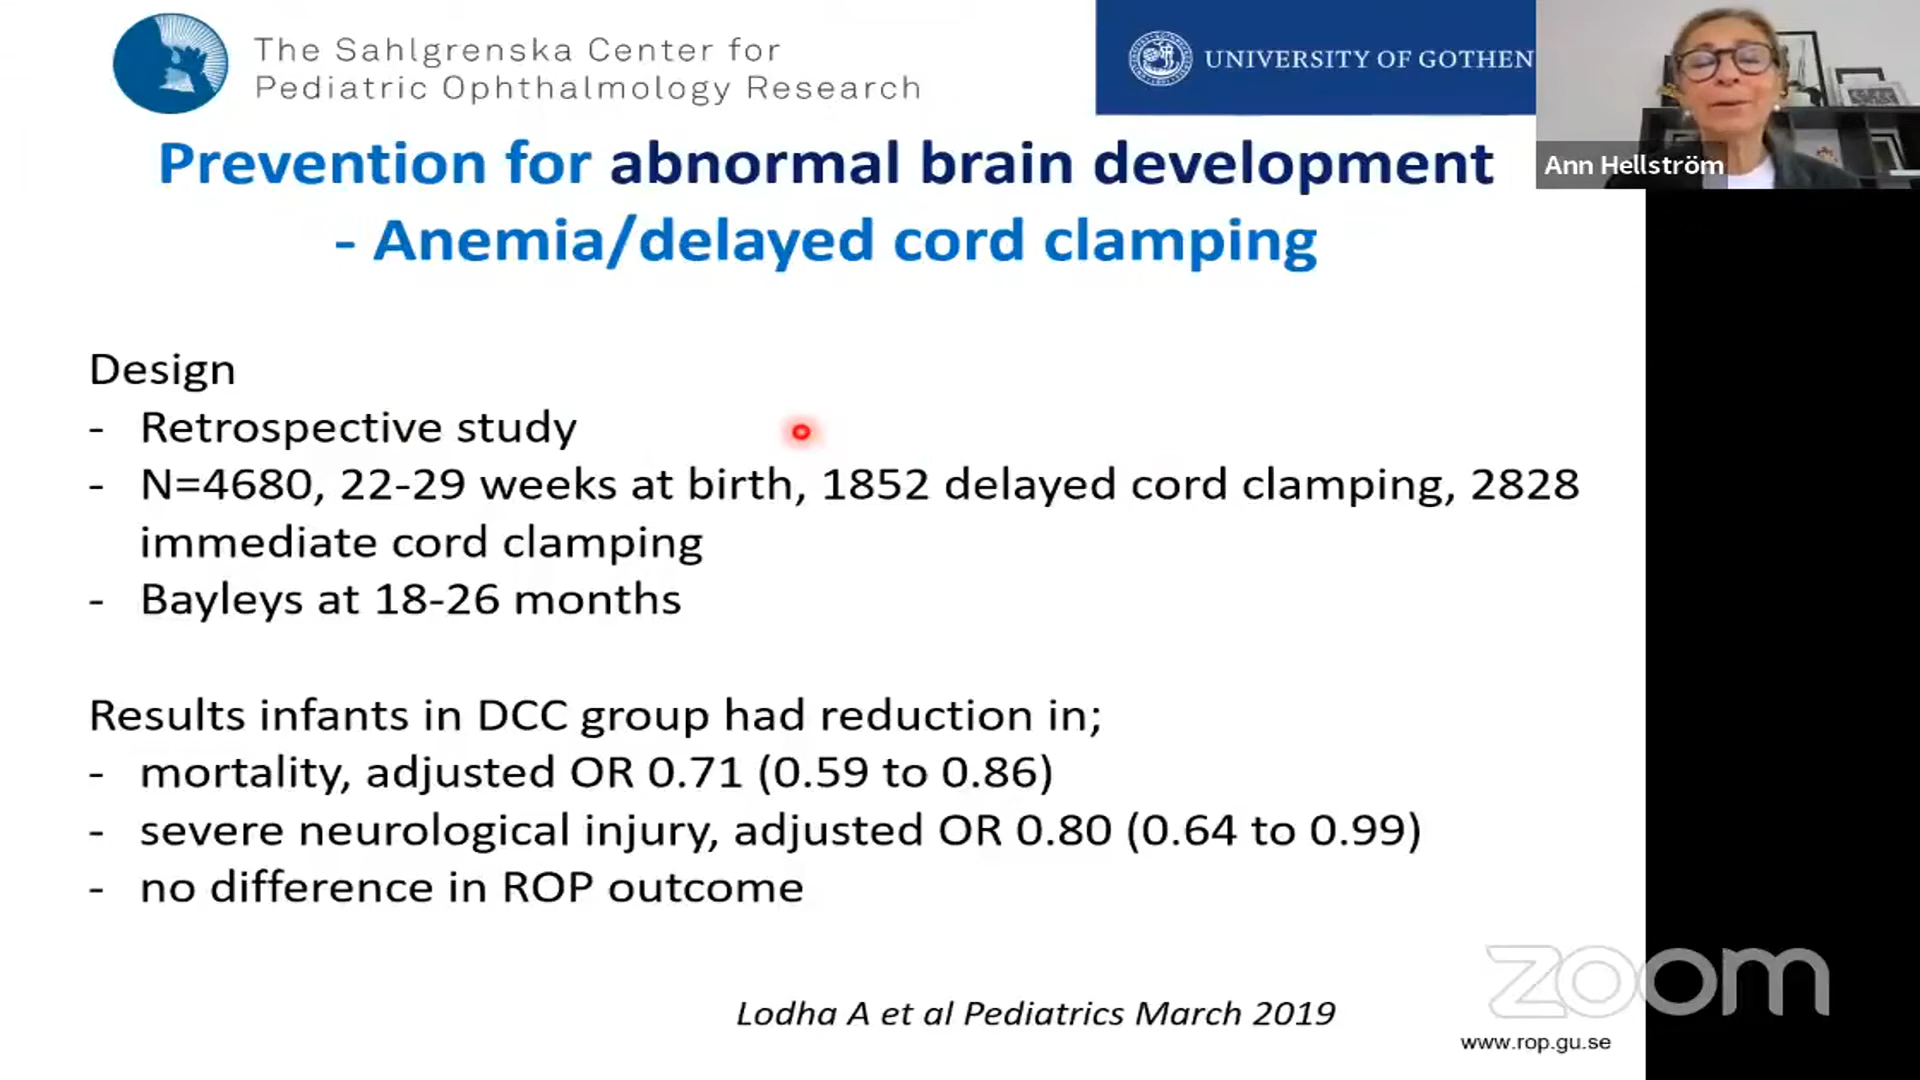 The Sahlgrenska Center for
Pediatric Ophthalmology Research
UNIVERSITY OF GOTHEN
Ann Hellström
Prevention for abnormal brain development
- Anemia/delayed cord clamping
Design
- Retrospective study
- N=4680, 22-29 weeks at birth, 1852 delayed cord clamping, 2828
immediate cord clamping
- Bayleys at 18-26 months
Results infants in DCC group had reduction in;
- mortality, adjusted OR 0.71 (0.59 to 0.86)
- severe neurological injury, adjusted OR 0.80 (0.64 to 0.99)
- no difference in ROP outcome
zoom
Lodha A et al Pediatrics March 2019
www.rop.gu.se